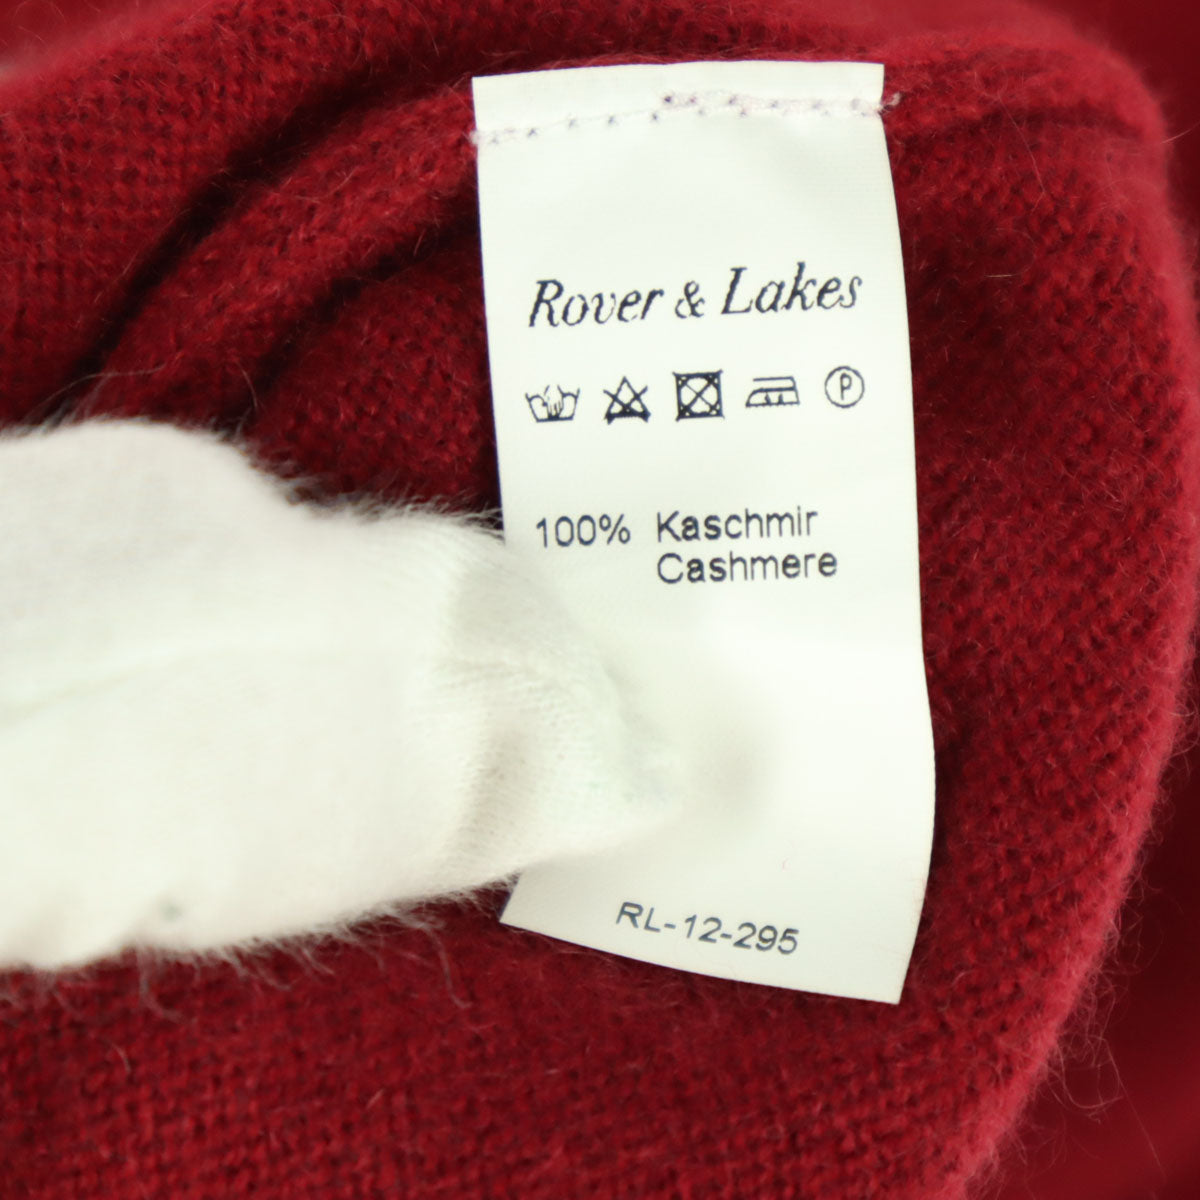 Rover & Lakes
P
100% Kaschmir
Cashmere
RL-12-295